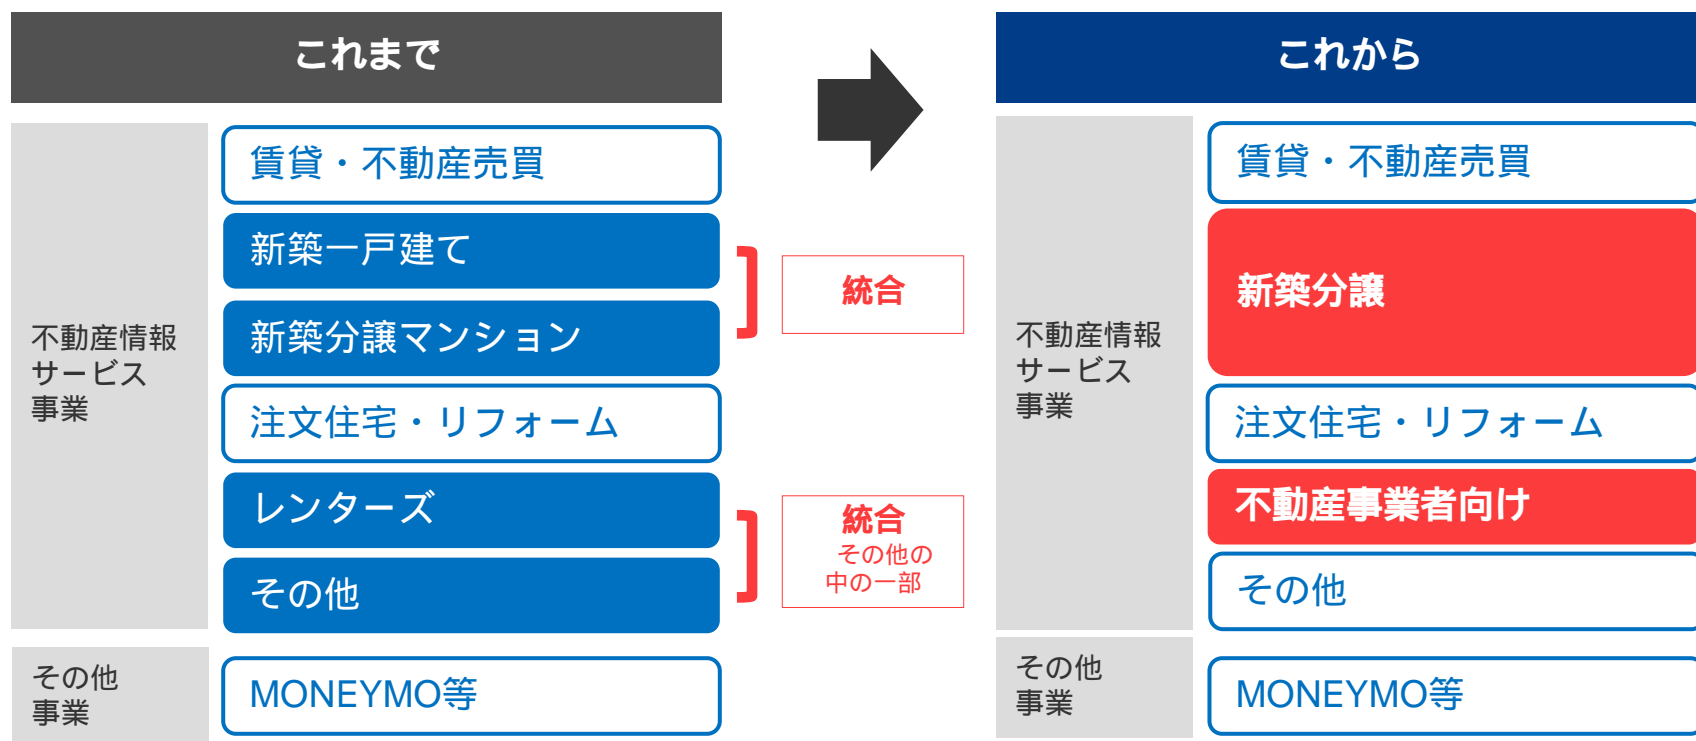 これまで
不動産情報
サービス
事業
賃貸・不動産売買
新築一戸建て
新築分譲マンション
注文住宅・リフォーム
レンターズ
その他
その他
事業
MONEYMO等
統合
統合
その他の
中の一部
これから
不動産情報
サービス
事業
賃貸・不動産売買
新築分譲
注文住宅・リフォーム
不動産事業者向け
その他
その他
事業
MONEYMO等